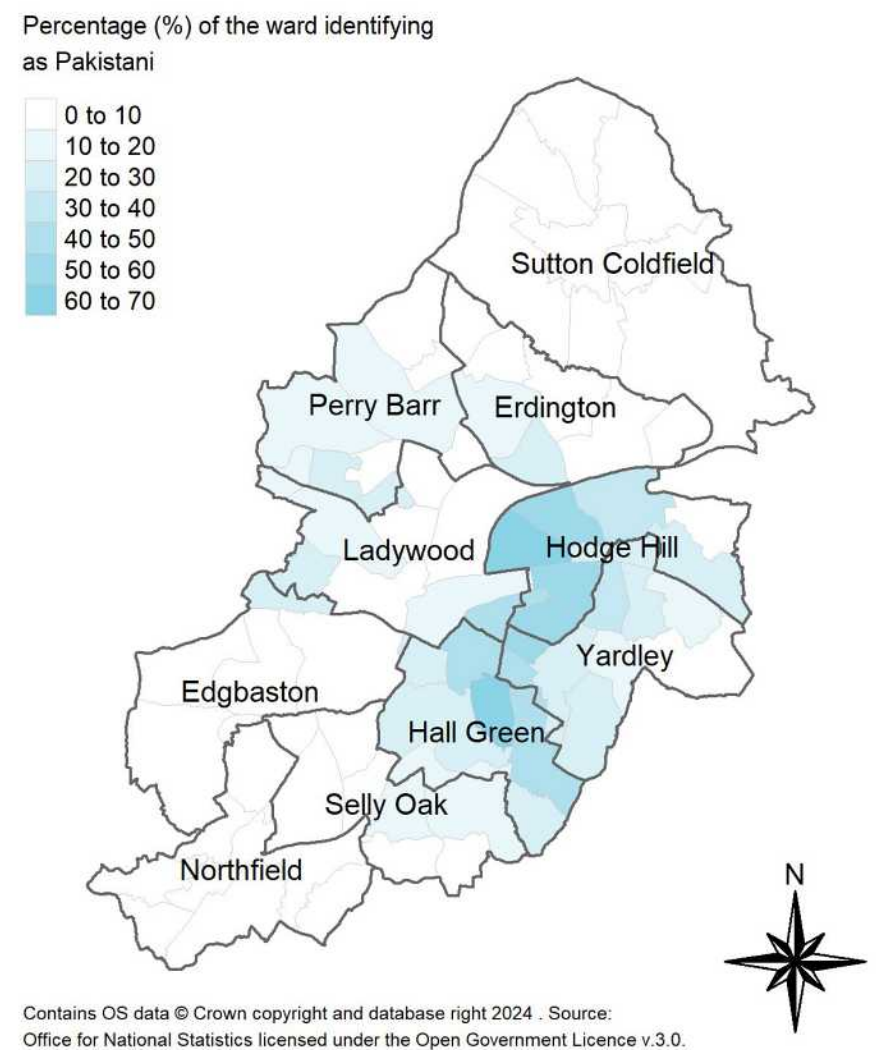 Percentage (%) of the ward identifying
as Pakistani
0 to 10
10 to 20
20 to 30
30 to 40
40 to 50
50 to 60
60 to 70
Sutton Coldfield
Perry Barr
Erdington
Ladywood
Hodge Hill
Yardley
Edgbaston
Hall Green
Selly Oak
Northfield
N
Contains OS data © Crown copyright and database right 2024 . Source:
Office for National Statistics licensed under the Open Government Licence v.3.0.